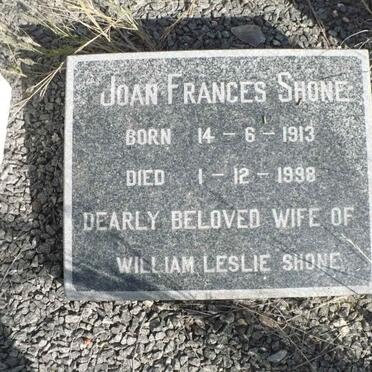 JOAN FRANCES SHONE
BORN 14 - 6 - 1913
DIED 1 - 12 - 1998
DEARLY BELOVED WIFE OF
WILLIAM LESLIE SHONE